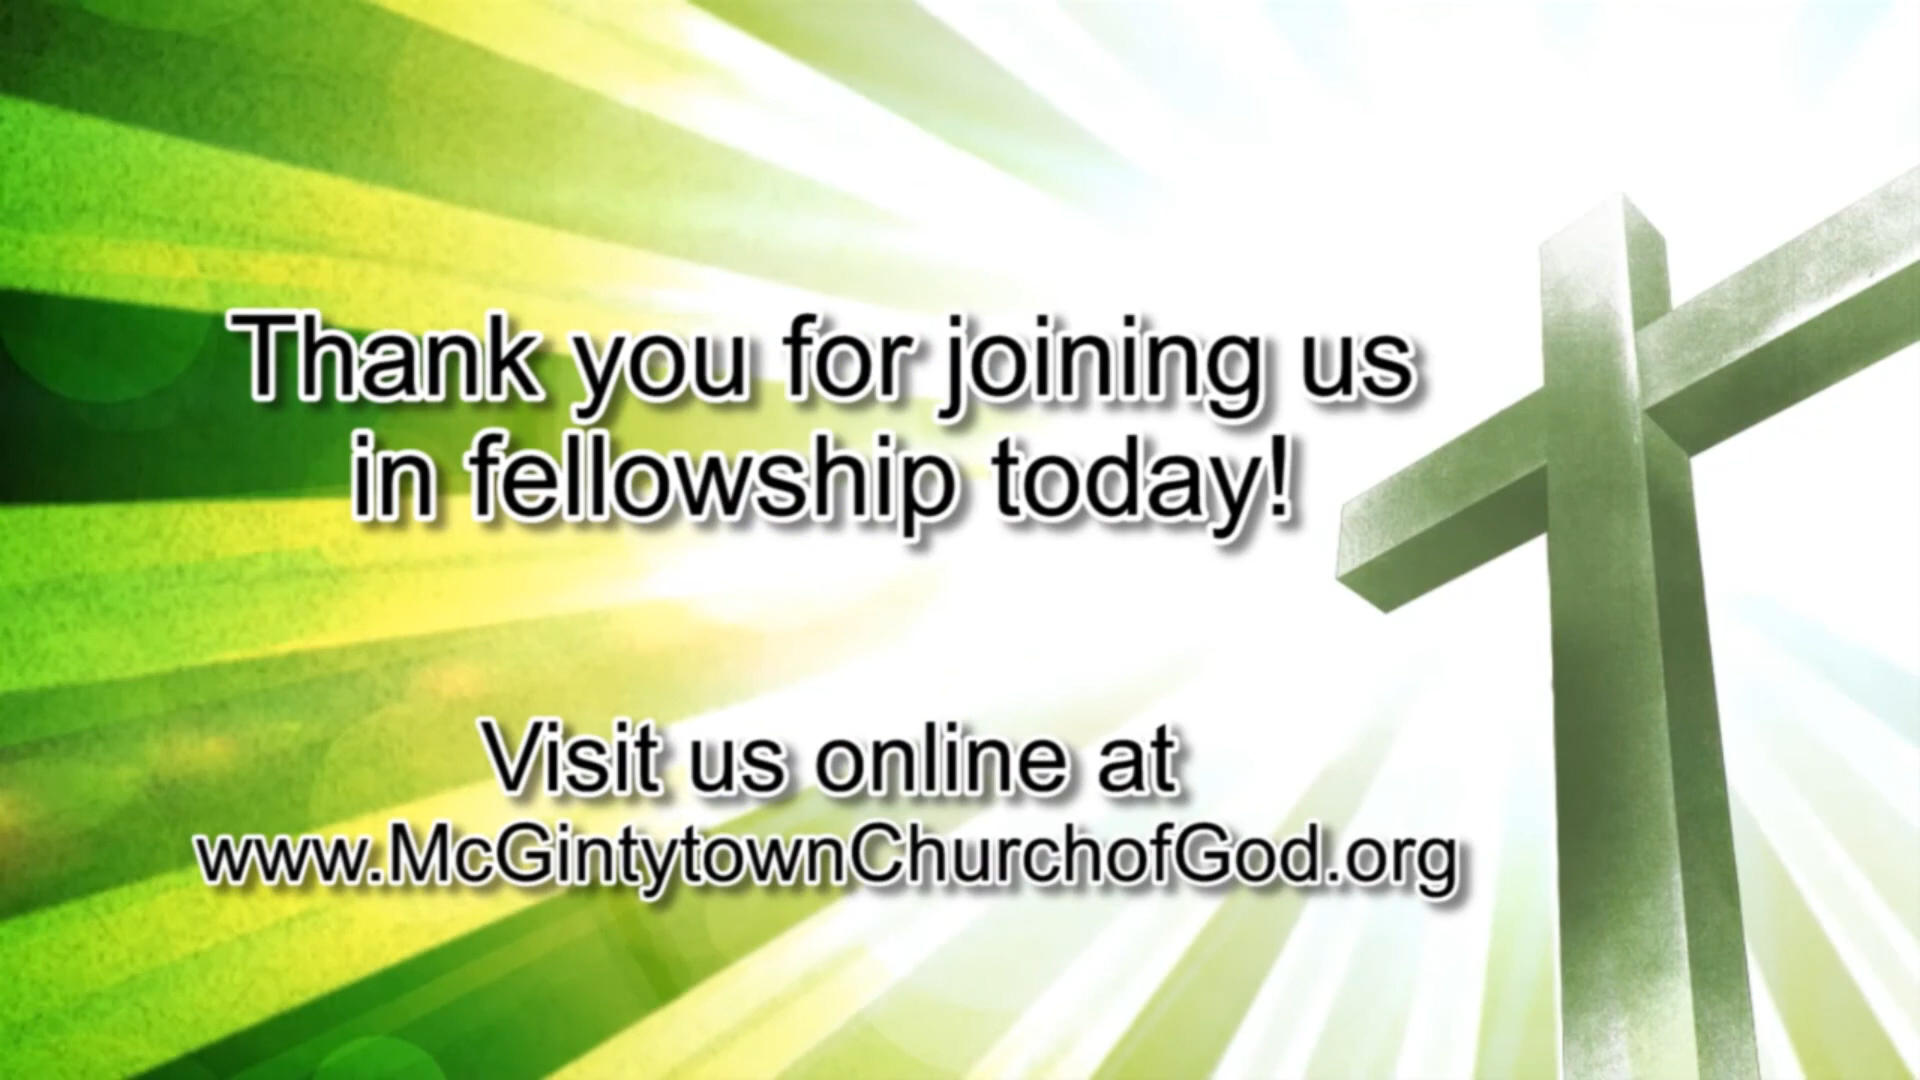 Thank you for joining us
in fellowship today!
Visit us online at
www.McGintytownChurchofGod.org